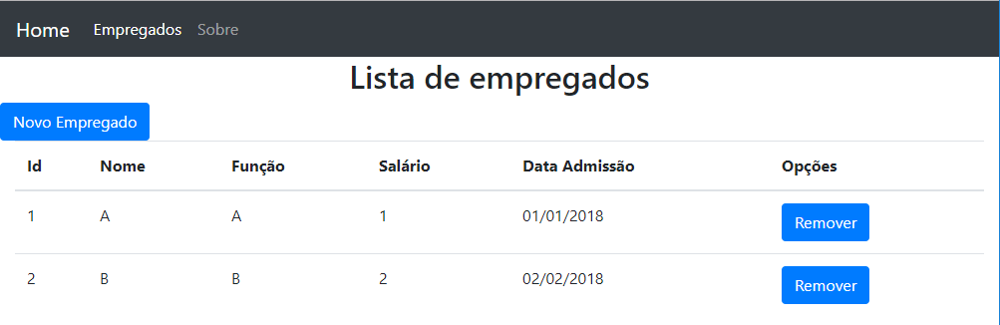 Home Empregados Sobre
Lista de empregados
Novo Empregado
Id Nome Função Salário Data Admissão Opções
1 A A 1 01/01/2018 Remover
2 B B 2 02/02/2018 Remover